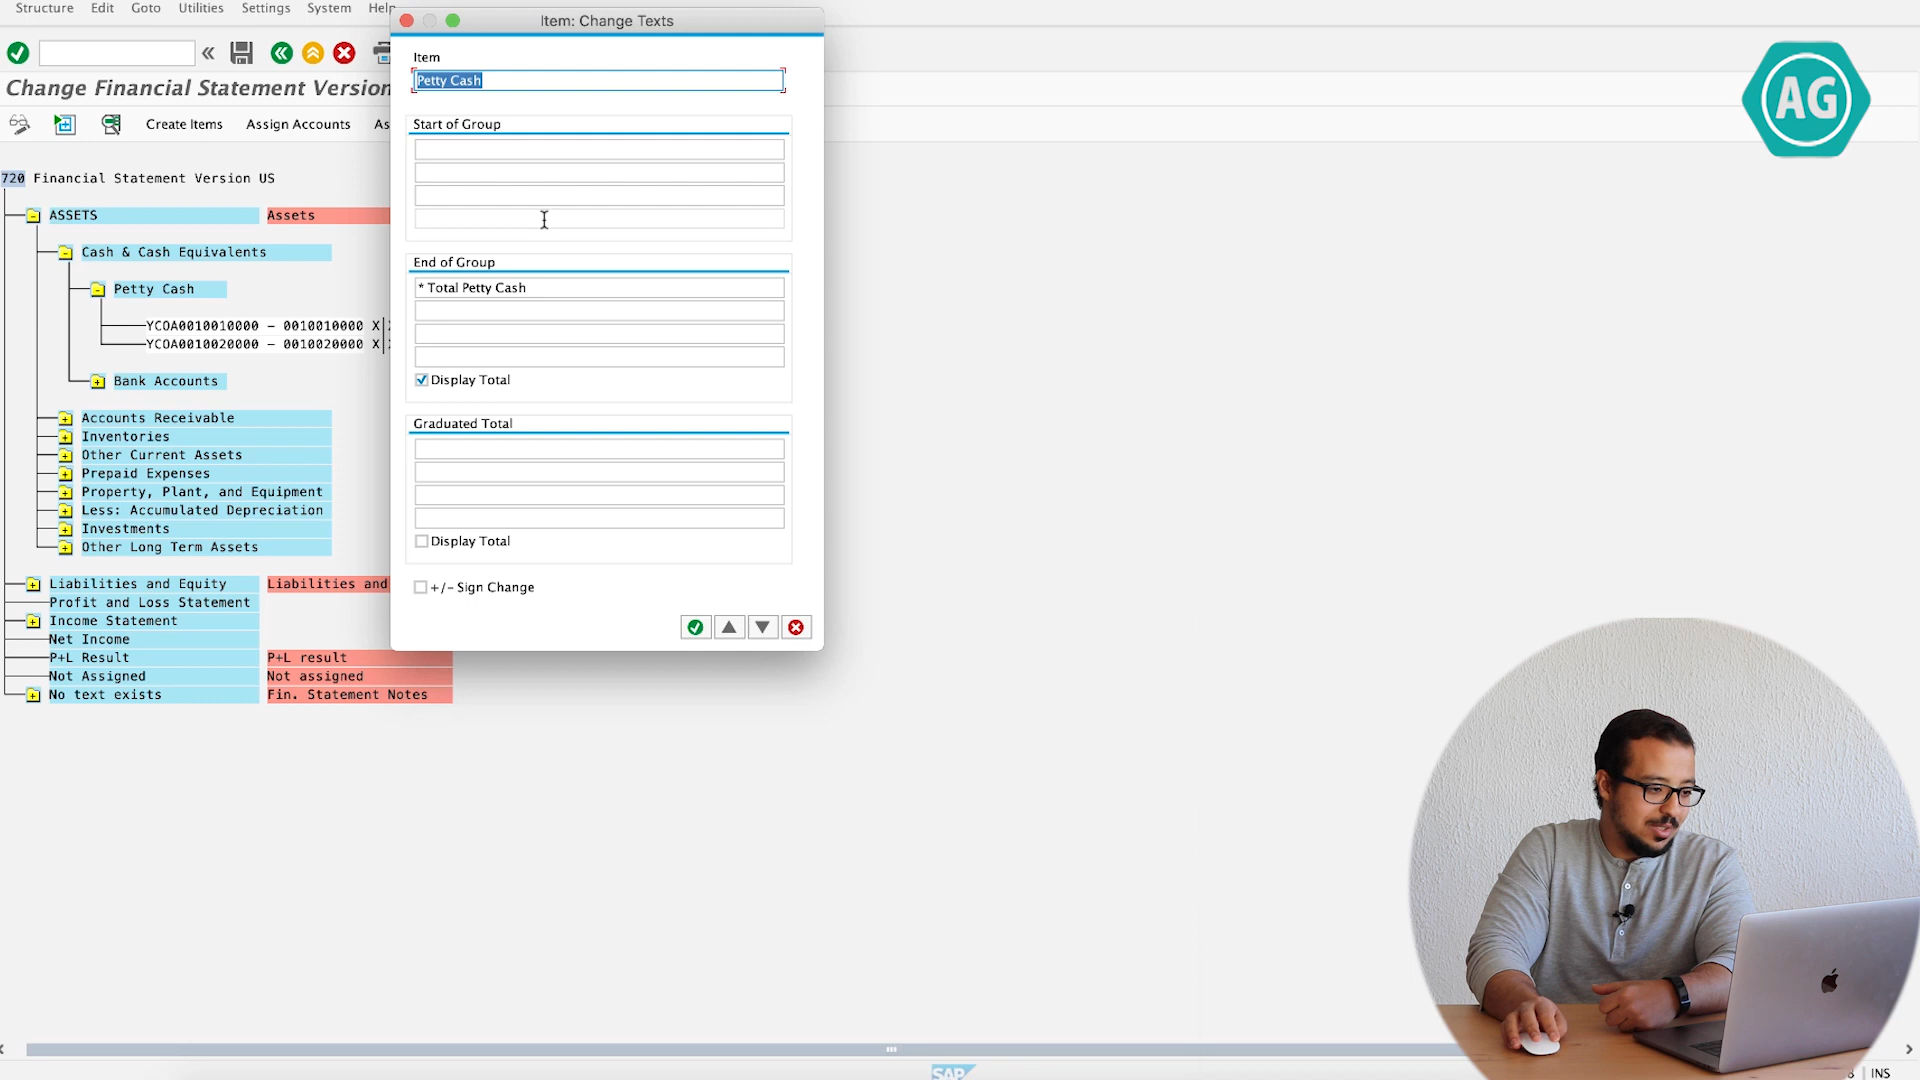 Structure Edit Goto Utilities Settings System Help
Item: Change Texts
Item
Petty Cash
Change Financial Statement Version
AG
Create Items Assign Accounts As
Start of Group
720 Financial Statement Version US
ASSETS Assets
Cash & Cash Equivalents
End of Group
Petty Cash
* Total Petty Cash
YCOA0010010000 - 0010010000 X
YCOA0010020000 - 0010020000 X
Bank Accounts
Display Total
Accounts Receivable
Graduated Total
Inventories
Other Current Assets
Prepaid Expenses
Property, Plant, and Equipment
Less: Accumulated Depreciation
Investments
Other Long Term Assets
Display Total
Liabilities and Equity Liabilities and
+/- Sign Change
Profit and Loss Statement
Income Statement
Net Income
P+L Result P+L result
Not Assigned Not assigned
No text exists Fin. Statement Notes
SAP
INS